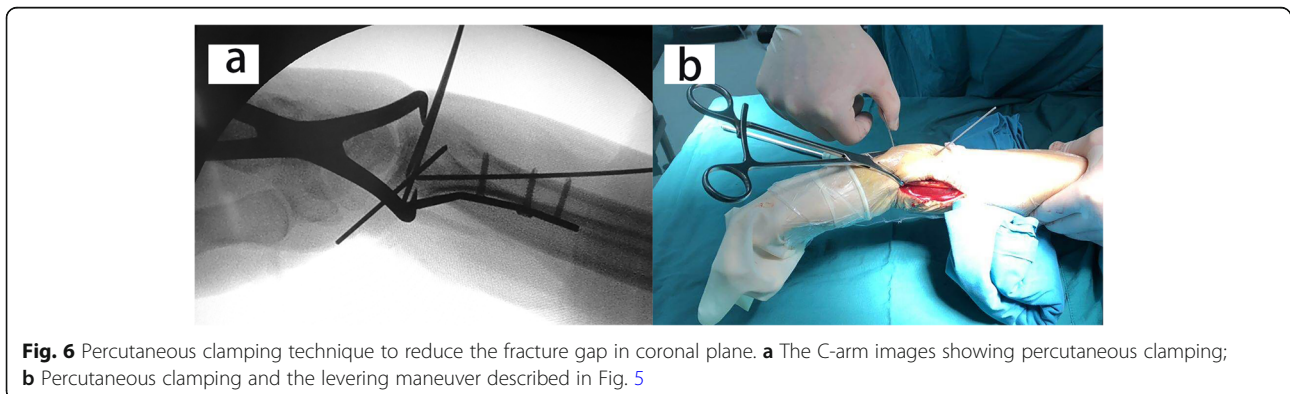 a
b
Fig. 6 Percutaneous clamping technique to reduce the fracture gap in coronal plane. a The C-arm images showing percutaneous clamping;
b Percutaneous clamping and the levering maneuver described in Fig. 5